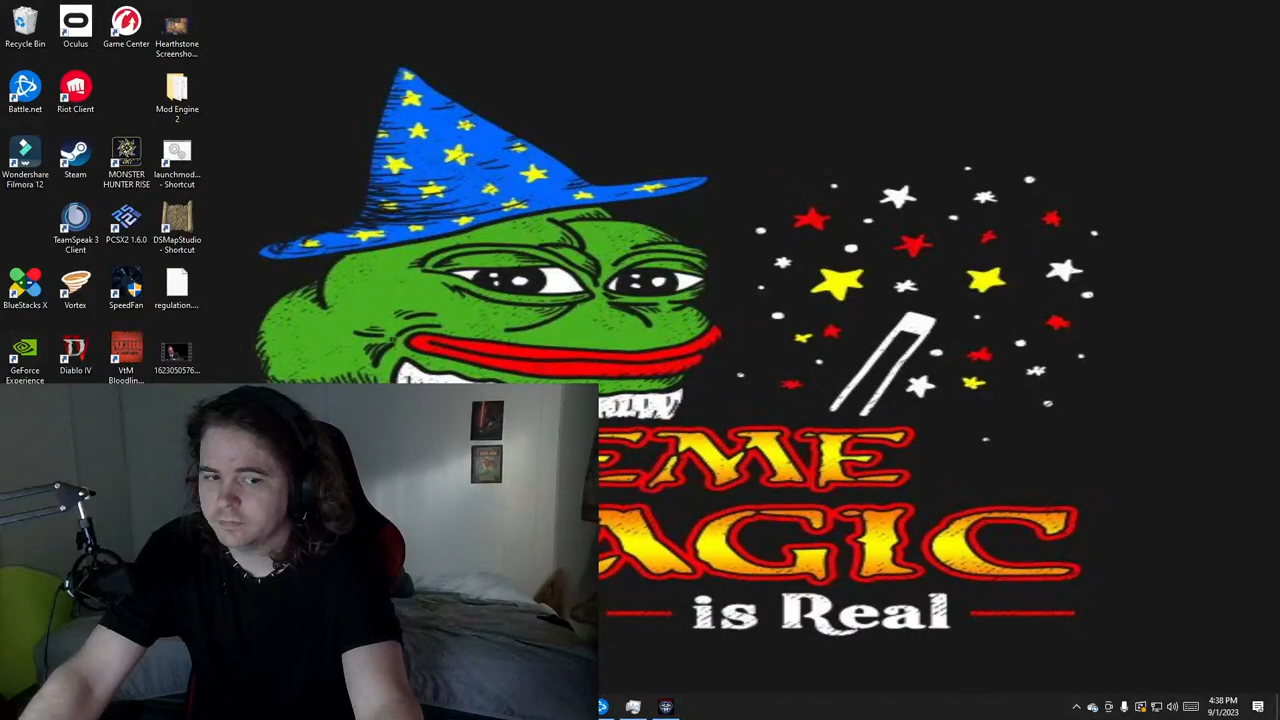 Recycle Bin
Oculus
Game Center
Hearthstone
Screensho...
Battle.net
Riot Client
Mod Engine
2
Wondershare
Filmora 12
Steam
MONSTER
HUNTER RISE
launchmod...
- Shortcut
TeamSpeak 3
Client
PCSX2 1.6.0
DSMapStudio
- Shortcut
BlueStacks X
Vortex
SpeedFan
regulation....
GeForce
Experience
Diablo IV
VtM
Bloodlin...
1623050576...
EME
AGIC
is Real
4:38 PM
9/1/2023